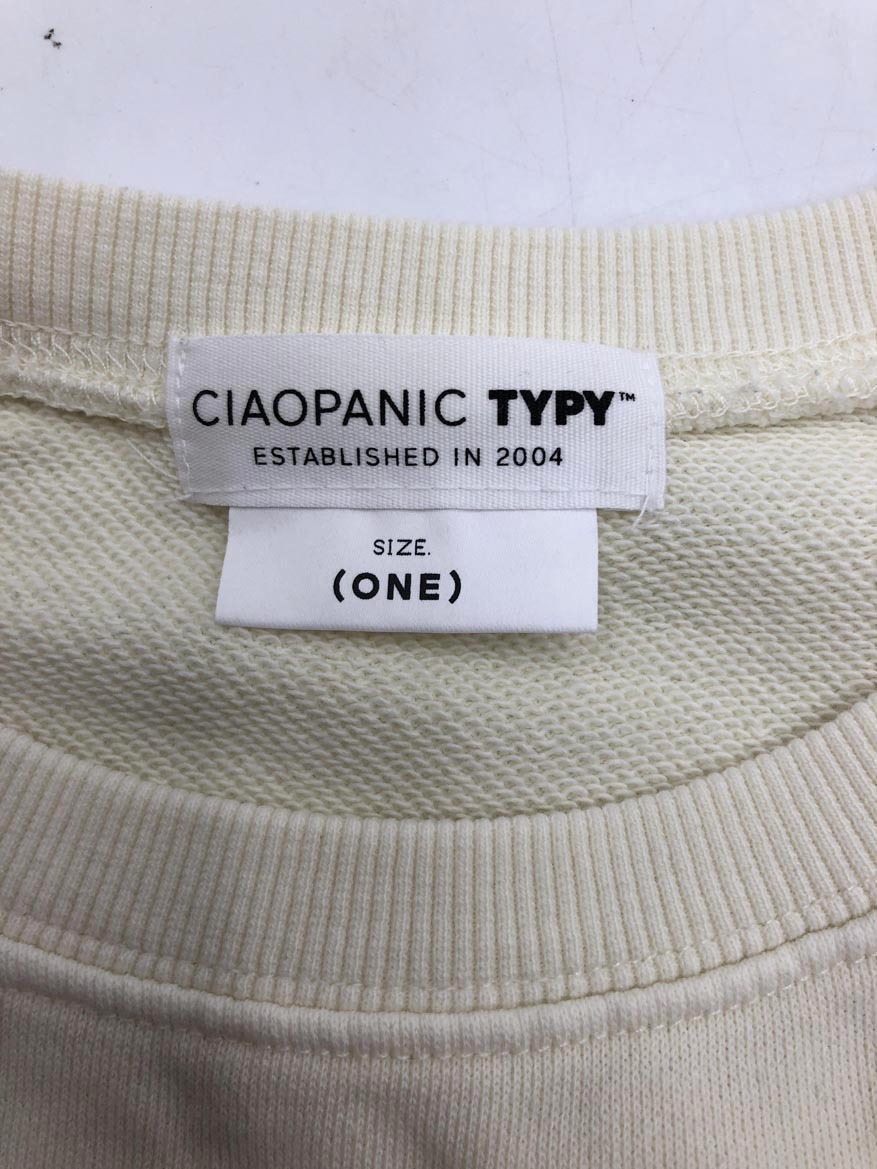 CIAOPANIC TYPY™
ESTABLISHED IN 2004
SIZE.
(ONE)